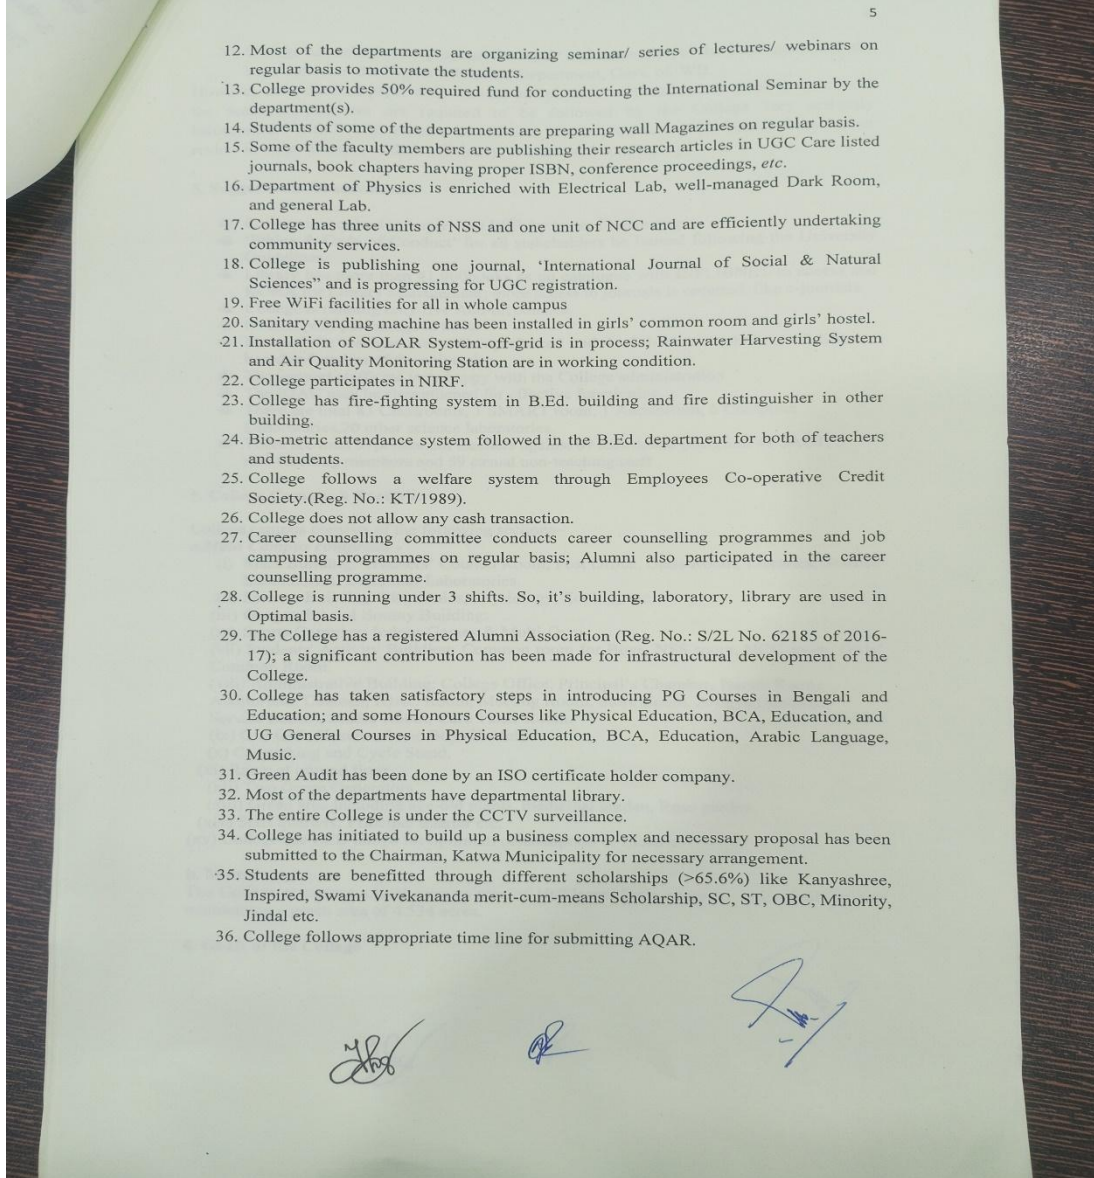 5
12. Most of the departments are organizing seminar/ series of lectures/ webinars on
regular basis to motivate the students.
13. College provides 50% required fund for conducting the International Seminar by the
department(s).
14. Students of some of the departments are preparing wall Magazines on regular basis.
15. Some of the faculty members are publishing their research articles in UGC Care listed
journals, book chapters having proper ISBN, conference proceedings, etc.
16. Department of Physics is enriched with Electrical Lab, well-managed Dark Room,
and general Lab.
17. College has three units of NSS and one unit of NCC and are efficiently undertaking
community services.
18. College is publishing one journal, ‘International Journal of Social & Natural
Sciences” and is progressing for UGC registration.
19. Free WiFi facilities for all in whole campus
20. Sanitary vending machine has been installed in girls’ common room and girls’ hostel.
21. Installation of SOLAR System-off-grid is in process; Rainwater Harvesting System
and Air Quality Monitoring Station are in working condition.
22. College participates in NIRF.
23. College has fire-fighting system in B.Ed. building and fire distinguisher in other
building.
24. Bio-metric attendance system followed in the B.Ed. department for both of teachers
and students.
25. College follows a welfare system through Employees Co-operative Credit
Society.(Reg. No.: KT/1989).
26. College does not allow any cash transaction.
27. Career counselling committee conducts career counselling programmes and job
campusing programmes on regular basis; Alumni also participated in the career
counselling programme.
28. College is running under 3 shifts. So, it’s building, laboratory, library are used in
Optimal basis.
29. The College has a registered Alumni Association (Reg. No.: S/2L No. 62185 of 2016-
17); a significant contribution has been made for infrastructural development of the
College.
30. College has taken satisfactory steps in introducing PG Courses in Bengali and
Education; and some Honours Courses like Physical Education, BCA, Education, and
UG General Courses in Physical Education, BCA, Education, Arabic Language,
Music.
31. Green Audit has been done by an ISO certificate holder company.
32. Most of the departments have departmental library.
33. The entire College is under the CCTV surveillance.
34. College has initiated to build up a business complex and necessary proposal has been
submitted to the Chairman, Katwa Municipality for necessary arrangement.
35. Students are benefitted through different scholarships (>65.6%) like Kanyashree,
Inspired, Swami Vivekananda merit-cum-means Scholarship, SC, ST, OBC, Minority,
Jindal etc.
36. College follows appropriate time line for submitting AQAR.